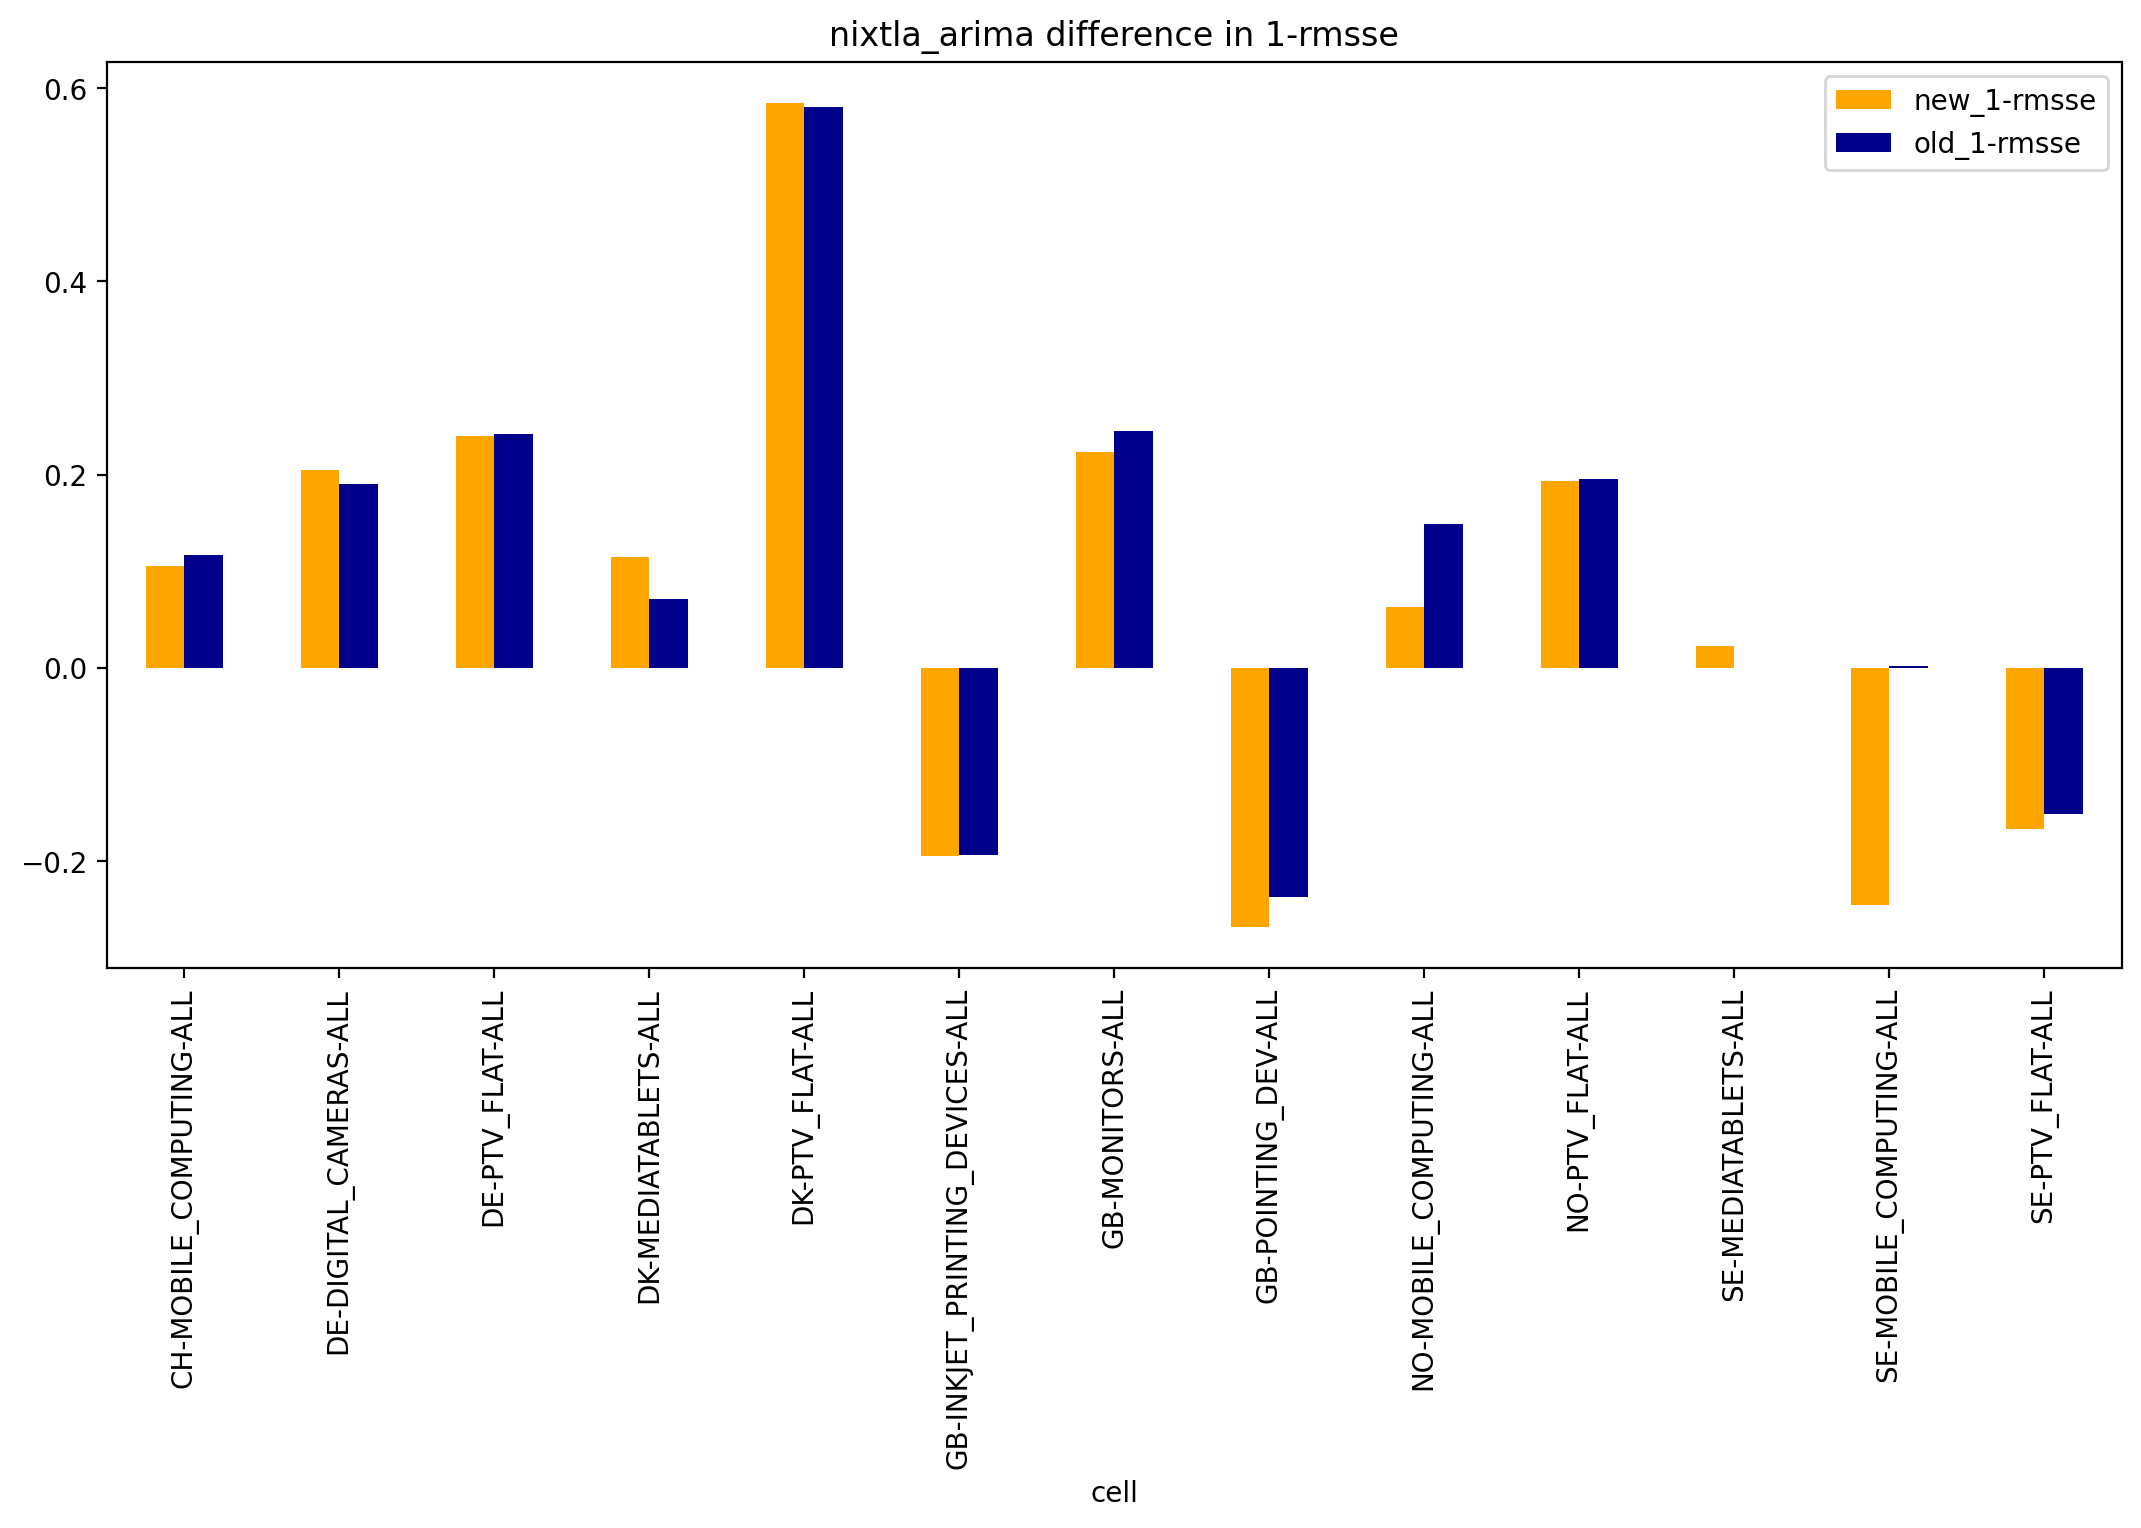 nixtla_arima difference in 1-rmsse
new_1-rmsse
old_1-rmsse
0.6
0.4
0.2
0.0
−0.2
CH-MOBILE_COMPUTING-ALL
DE-DIGITAL_CAMERAS-ALL
DE-PTV_FLAT-ALL
DK-MEDIATABLETS-ALL
DK-PTV_FLAT-ALL
GB-INKJET_PRINTING_DEVICES-ALL
GB-MONITORS-ALL
GB-POINTING_DEV-ALL
NO-MOBILE_COMPUTING-ALL
NO-PTV_FLAT-ALL
SE-MEDIATABLETS-ALL
SE-MOBILE_COMPUTING-ALL
SE-PTV_FLAT-ALL
cell